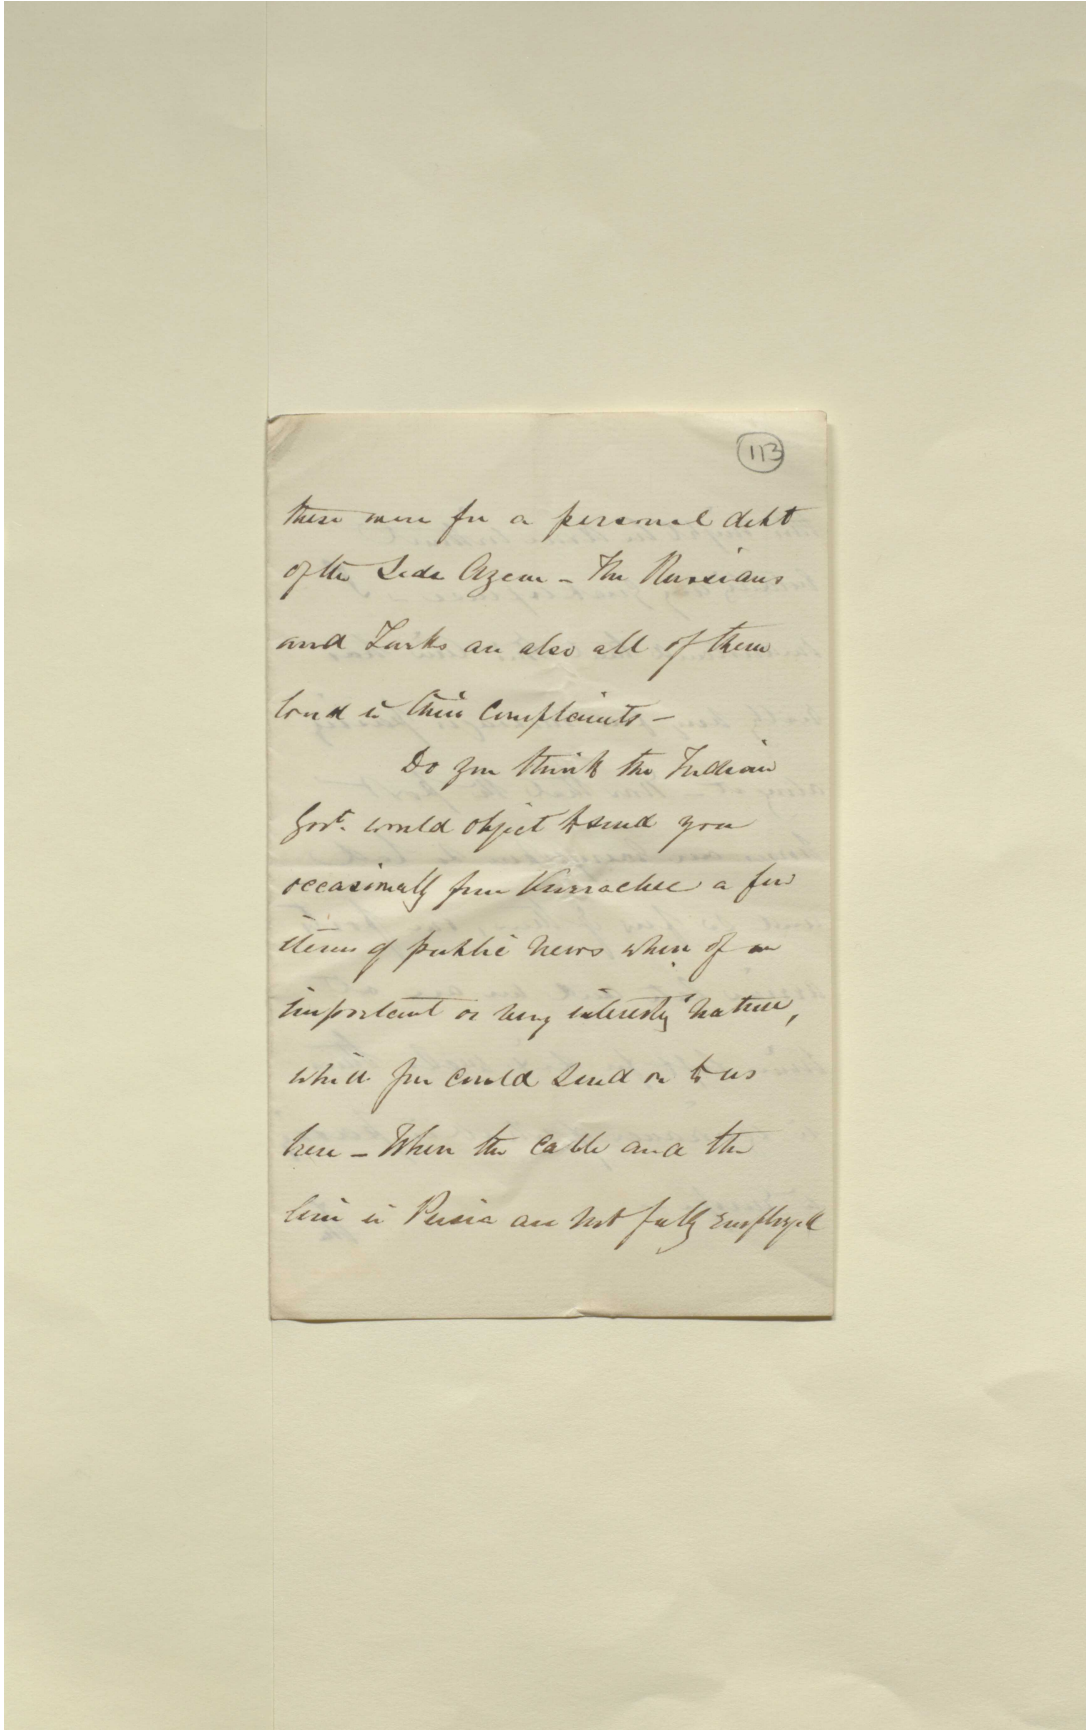 113
these men for a personal debt
of the Sedr Azem - The Russians
and Turks are also all of them
loud in their complaints -
Do you think the Indian
Govt. would object to send you
occasionally from Kurrachee a few
items of public news when of an
important or very interesting nature,
which you could send on to us
here - When the cable and the
line in Persia are not fully employed